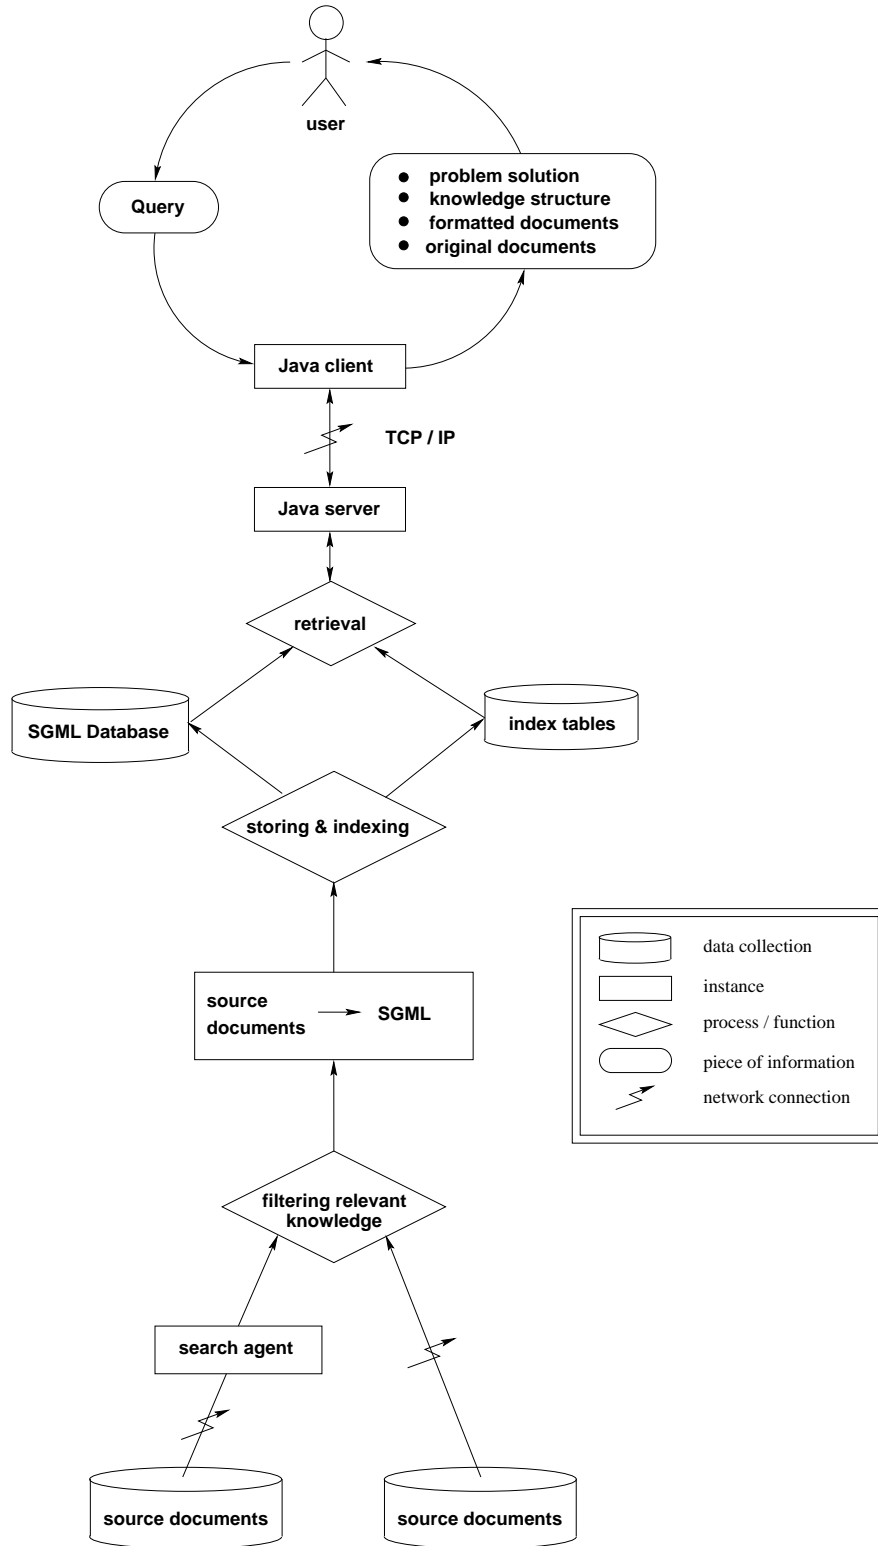 user
Query
● problem solution
● knowledge structure
● formatted documents
● original documents
Java client
TCP / IP
Java server
retrieval
SGML Database
index tables
storing & indexing
source
documents
SGML
data collection
instance
process / function
piece of information
network connection
filtering relevant
knowledge
search agent
source documents
source documents